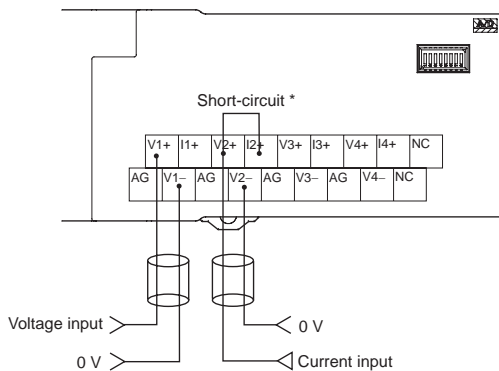 A/D
Short-circuit *
V1+ I1+ V2+ I2+ V3+ I3+ V4+ I4+ NC
AG V1– AG V2– AG V3– AG V4– NC
Voltage input
0 V
0 V
Current input